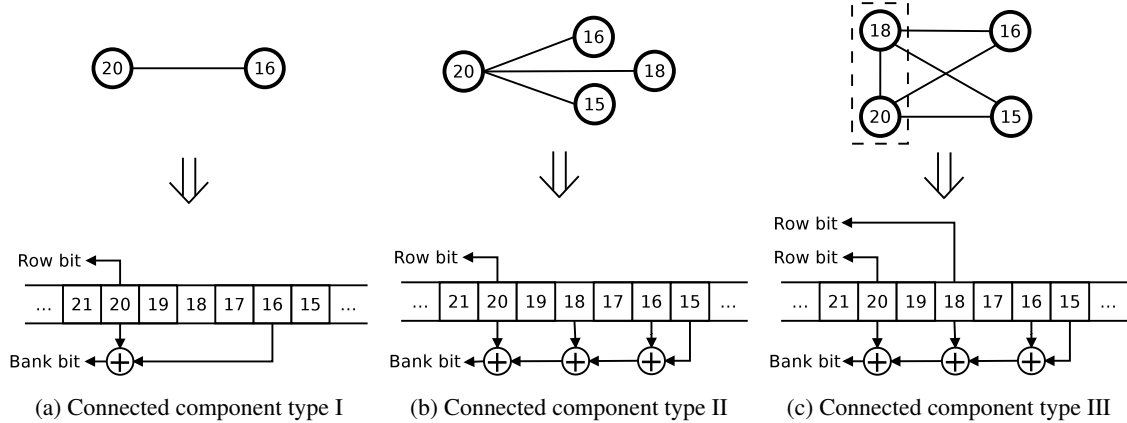 20 16
Row bit
... 21 20 19 18 17 16 15 ...
+
Bank bit
(a) Connected component type I
16
20 18
15
Row bit
... 21 20 19 18 17 16 15 ...
+ + +
Bank bit
(b) Connected component type II
18 16
20 15
Row bit
Row bit
... 21 20 19 18 17 16 15 ...
+ + +
Bank bit
(c) Connected component type III